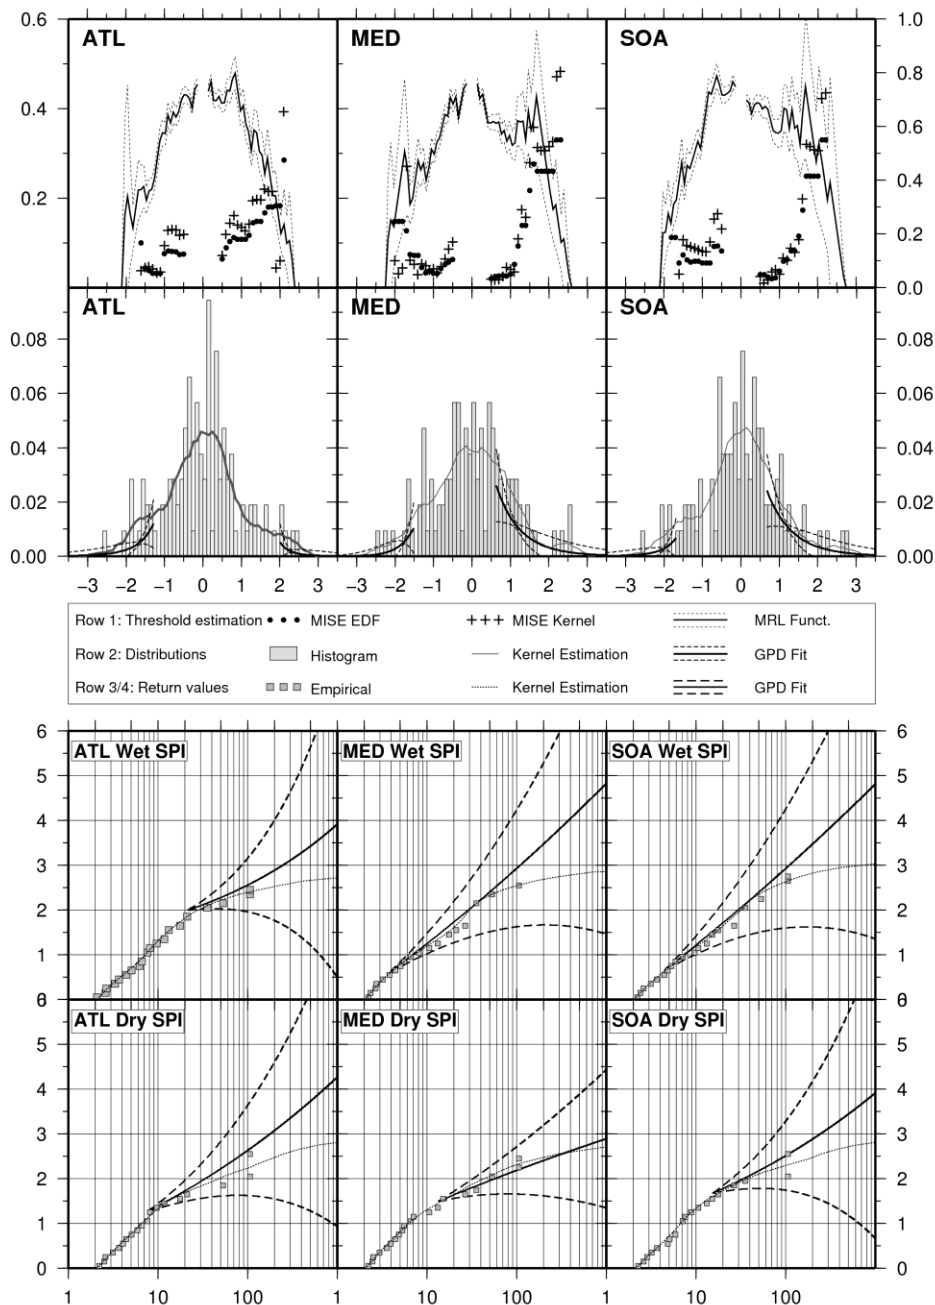 ATL MED SOA
0.6 1.0
0.8
0.4 0.6
0.4
0.2
0.2
0.0
ATL MED SOA
0.08 0.08
0.06 0.06
0.04 0.04
0.02 0.02
0.00 0.00
−3 −2 −1 0 1 2 3 −3 −2 −1 0 1 2 3 −3 −2 −1 0 1 2 3
Row 1: Threshold estimation MISE EDF MISE Kernel MRL Funct.
Row 2: Distributions Histogram Kernel Estimation GPD Fit
Row 3/4: Return values Empirical Kernel Estimation GPD Fit
6 6
ATL Wet SPI MED Wet SPI SOA Wet SPI
5 5
4 4
3 3
2 2
1 1
6 0
ATL Dry SPI MED Dry SPI SOA Dry SPI
5 5
4 4
3 3
2 2
1 1
0 0
1 10 100 1 10 100 1 10 100